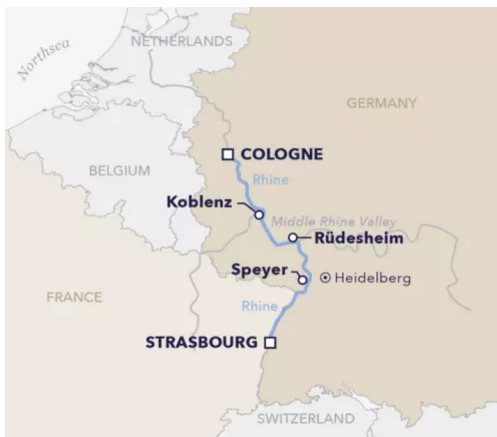 Northsea
NETHERLANDS
GERMANY
COLOGNE
BELGIUM
Rhine
Koblenz
Middle Rhine Valley
Rüdesheim
Speyer
Heidelberg
FRANCE
Rhine
STRASBOURG
SWITZERLAND